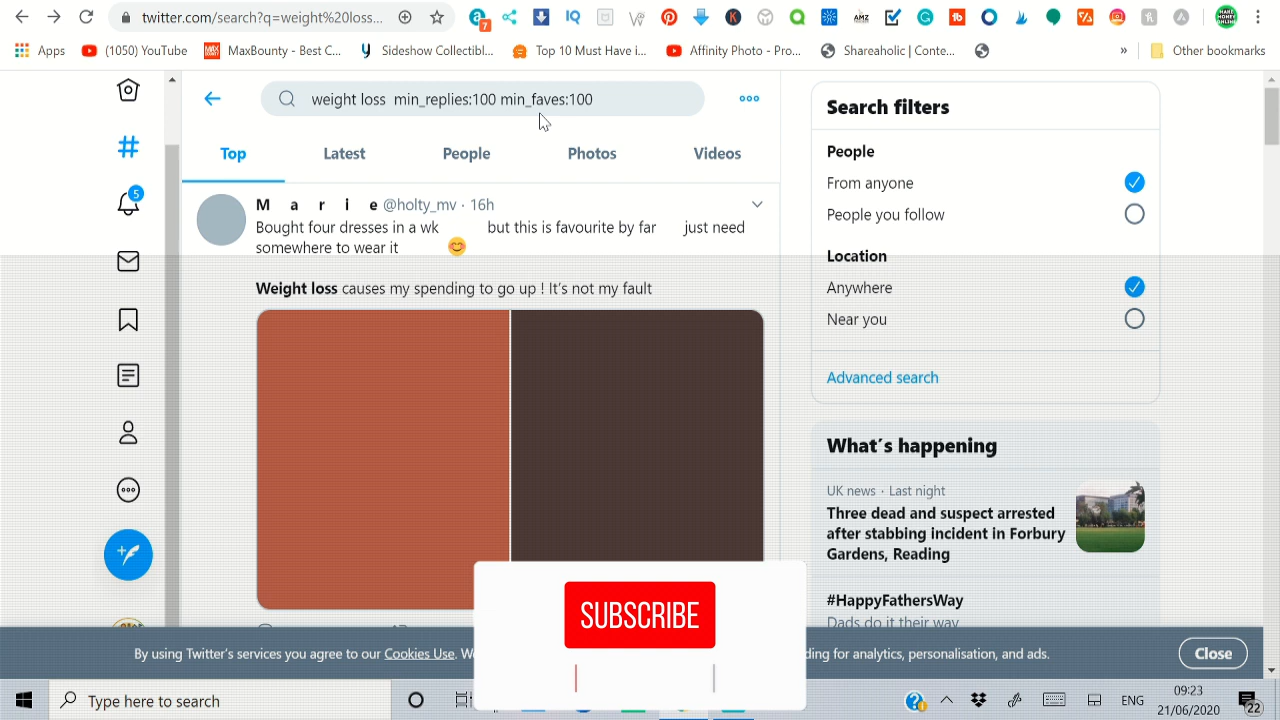 twitter.com/search?q=weight%20loss...
7
IQ
AMZ
Apps
(1050) YouTube
MaxBounty - Best C...
Sideshow Collectibl...
Top 10 Must Have i...
Affinity Photo - Pro...
Shareaholic | Conte...
»
Other bookmarks
weight loss min_replies:100 min_faves:100
Top
Latest
People
Photos
Videos
M a r i e @holty_mv · 16h
Bought four dresses in a wk but this is favourite by far just need
somewhere to wear it
Weight loss causes my spending to go up ! It's not my fault
5
Search filters
People
From anyone
People you follow
Location
Anywhere
Near you
Advanced search
What's happening
UK news · Last night
Three dead and suspect arrested
after stabbing incident in Forbury
Gardens, Reading
#HappyFathersWay
Dads do it their way
SUBSCRIBE
By using Twitter's services you agree to our Cookies Use. We
ding for analytics, personalisation, and ads.
Close
Type here to search
ENG
09:23
21/06/2020
22